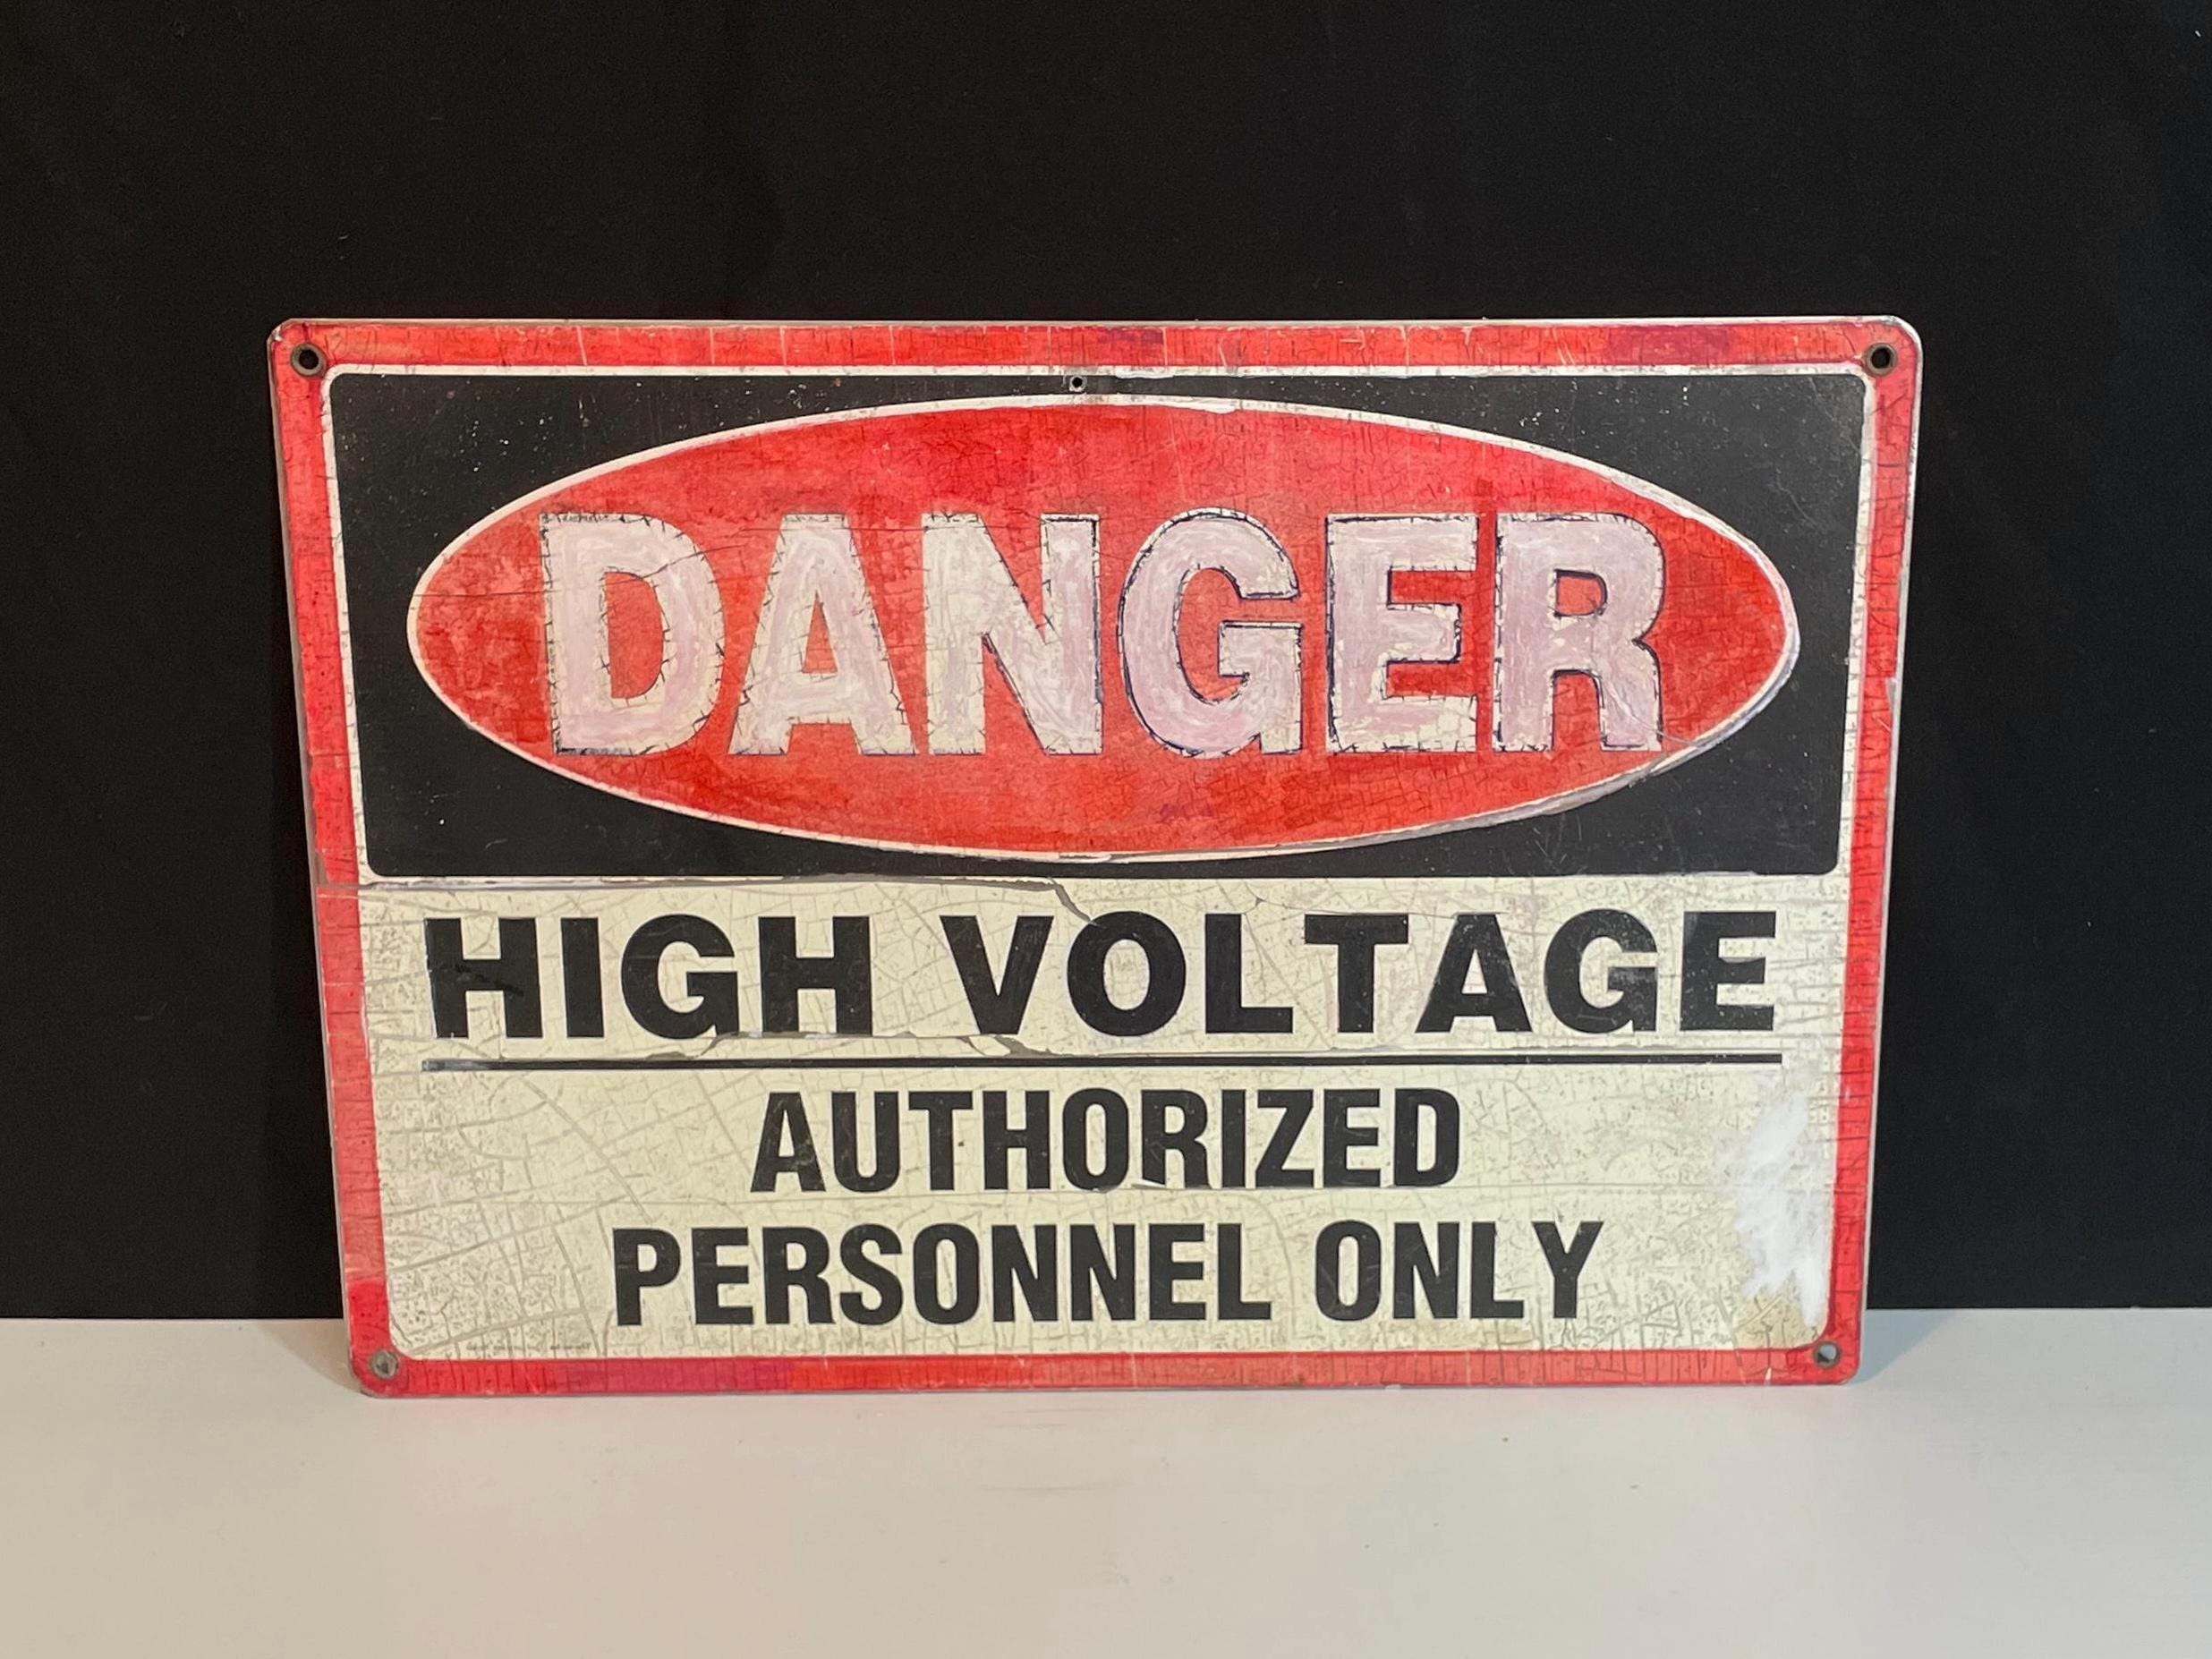 DANGER
HIGH VOLTAGE
AUTHORIZED
PERSONNEL ONLY